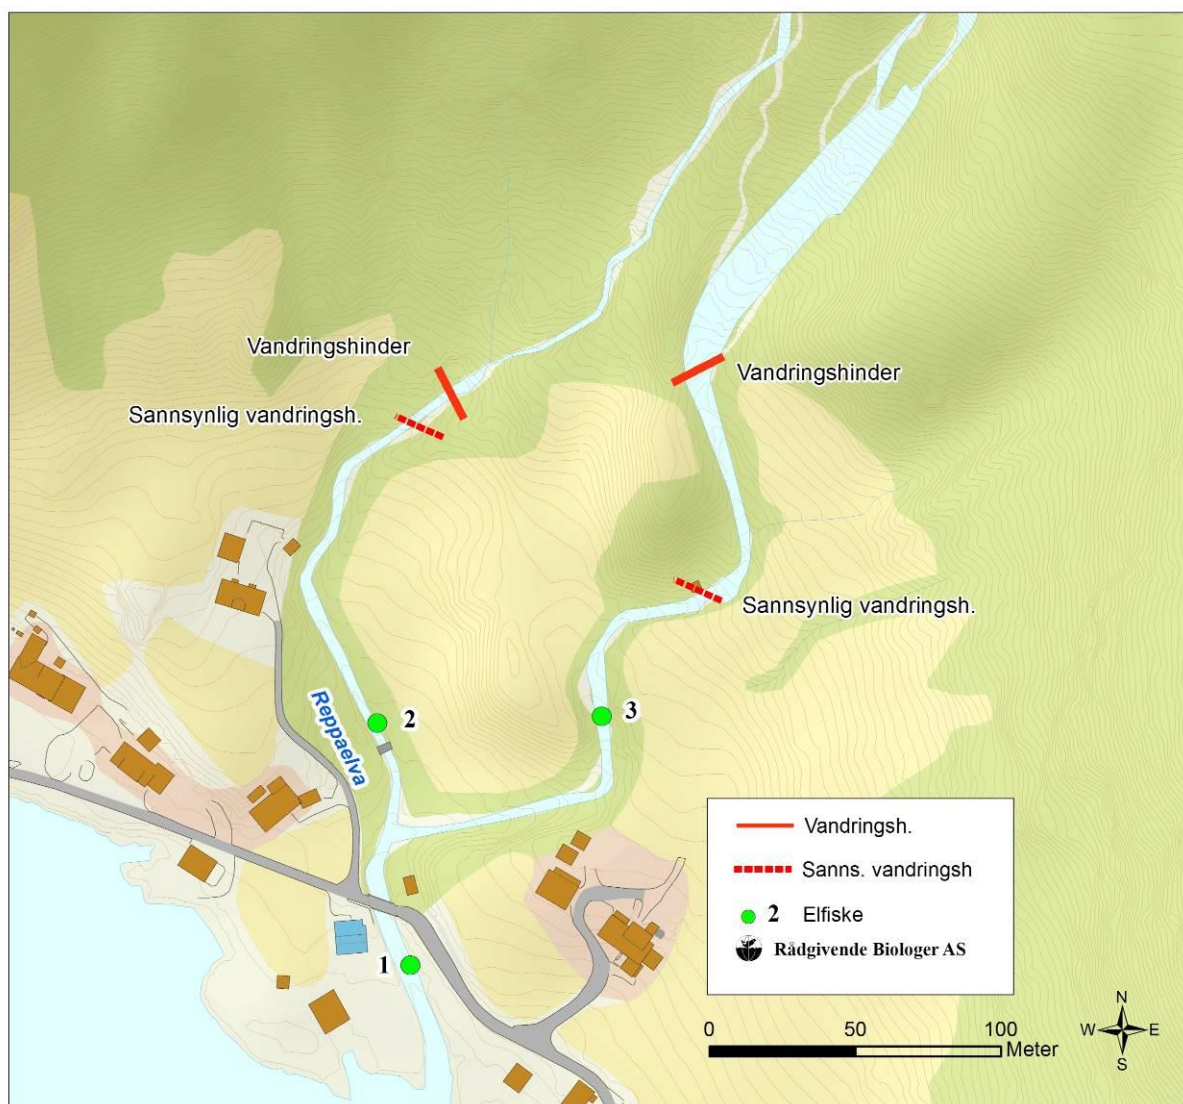 Vandringshinder
Vandringshinder
Sannsynlig vandringsh.
Sannsynlig vandringsh.
Reppaelva
2
3
1
Vandringsh.
Sanns. vandringsh
2 Elfiske
Rådgivende Biologer AS
0 50 100
Meter
N
W E
S